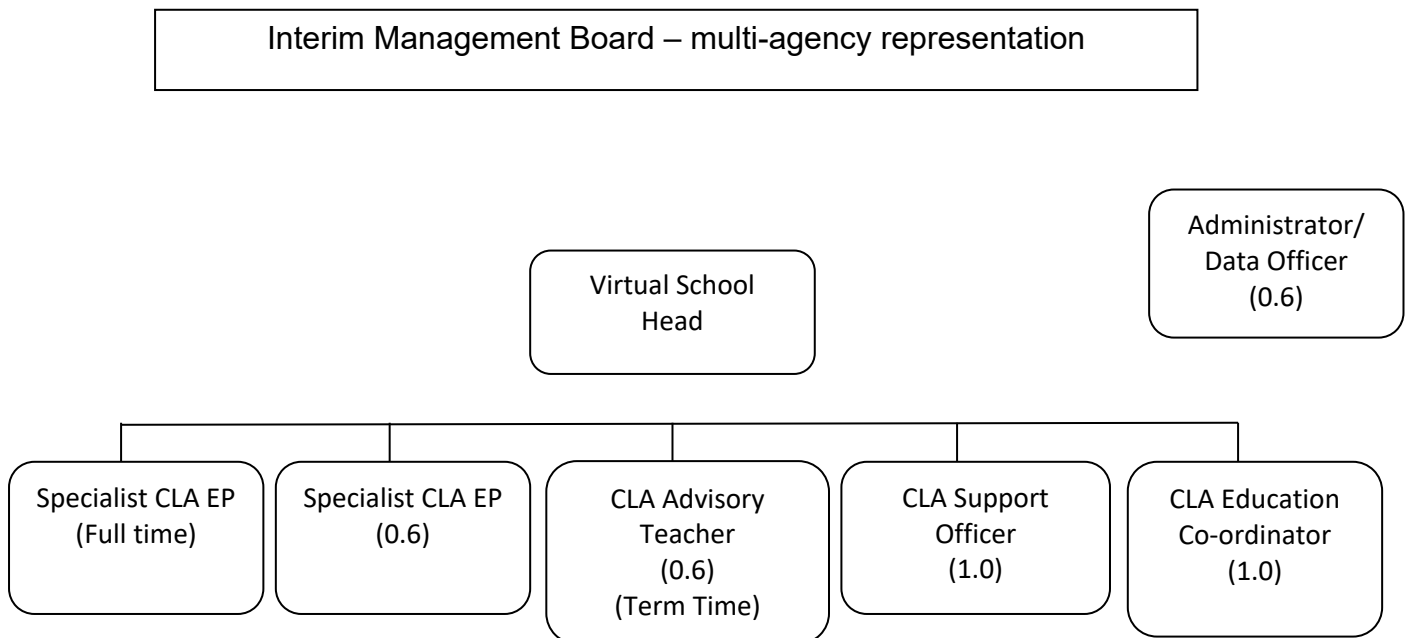 Interim Management Board – multi-agency representation
Administrator/
Data Officer
(0.6)
Virtual School
Head
Specialist CLA EP
(Full time)
Specialist CLA EP
(0.6)
CLA Advisory
Teacher
(0.6)
(Term Time)
CLA Support
Officer
(1.0)
CLA Education
Co-ordinator
(1.0)